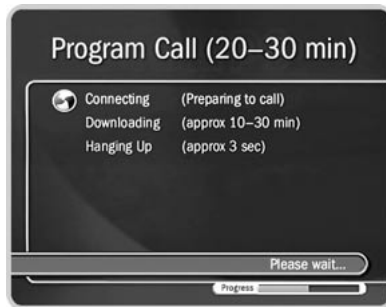 Program Call (20–30 min)
Connecting (Preparing to call)
Downloading (approx 10–30 min)
Hanging Up (approx 3 sec)
Please wait...
Progress